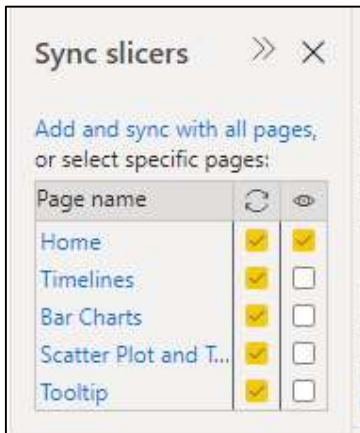 Sync slicers
Add and sync with all pages,
or select specific pages:
Page name
Home
Timelines
Bar Charts
Scatter Plot and T...
Tooltip